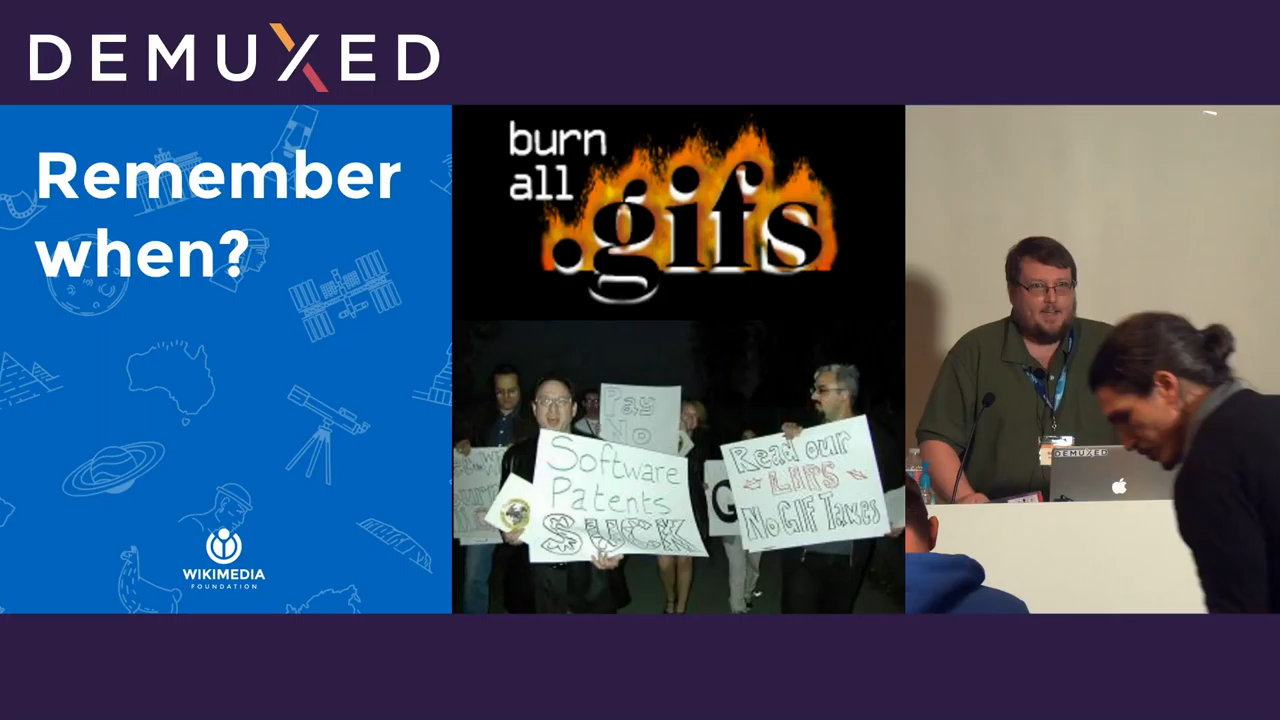 DEMUXED
Remember
when?
WIKIMEDIA
FOUNDATION
burn
all
.gifs
Pay
No
Software
Patents
SUCK
Read our
LIPS
No GIF Taxes
G
DEMUXED